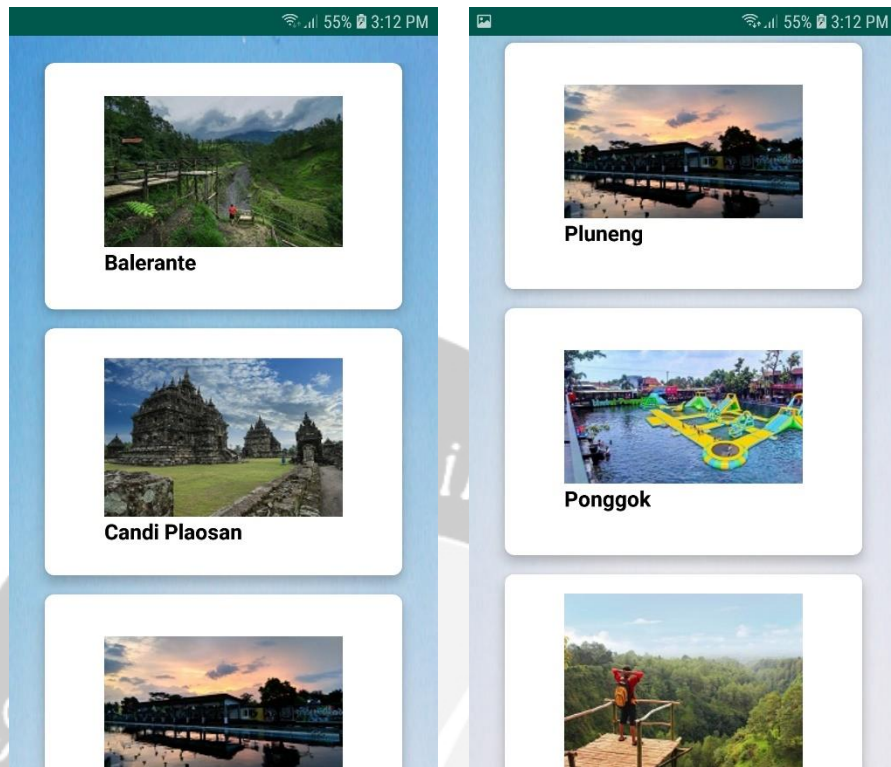 55% 3:12 PM
Balerante
Candi Plaosan
55% 3:12 PM
Pluneng
Ponggok